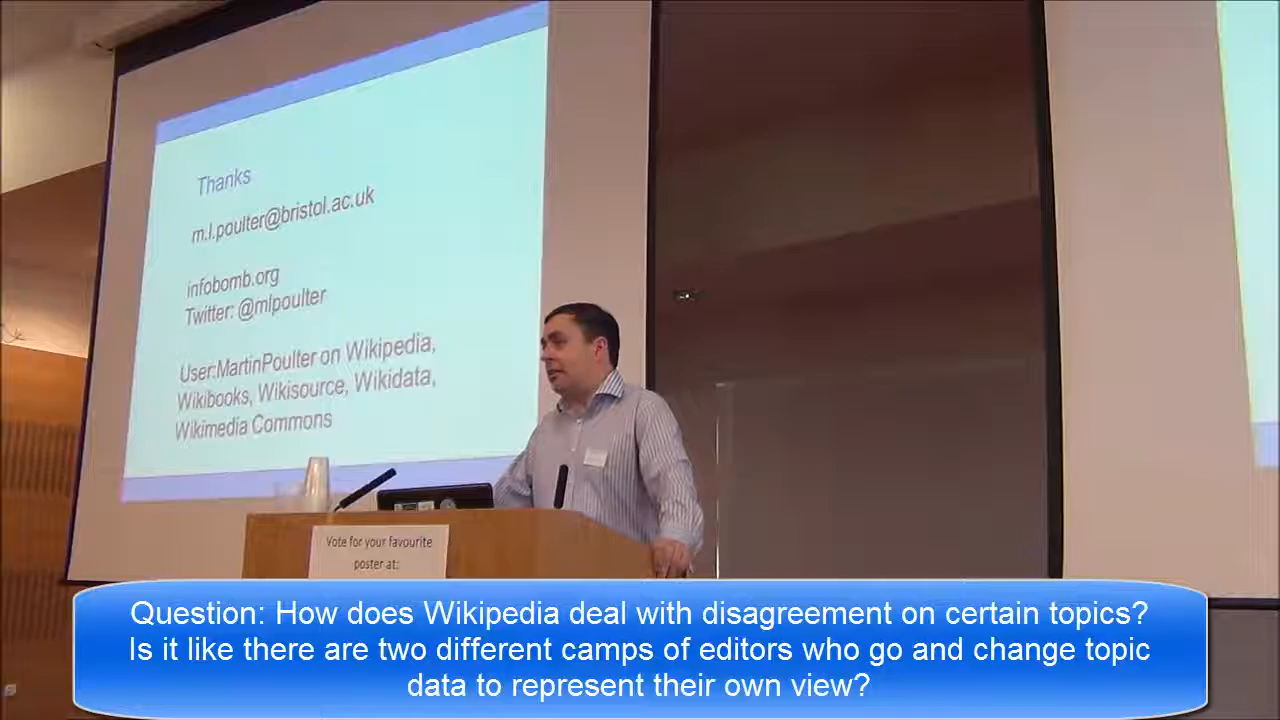 Thanks
m.l.poulter@bristol.ac.uk
infobomb.org
Twitter: @mlpoulter
User:MartinPoulter on Wikipedia,
Wikibooks, Wikisource, Wikidata,
Wikimedia Commons
Vote for your favourite
poster at:
Question: How does Wikipedia deal with disagreement on certain topics?
Is it like there are two different camps of editors who go and change topic
data to represent their own view?